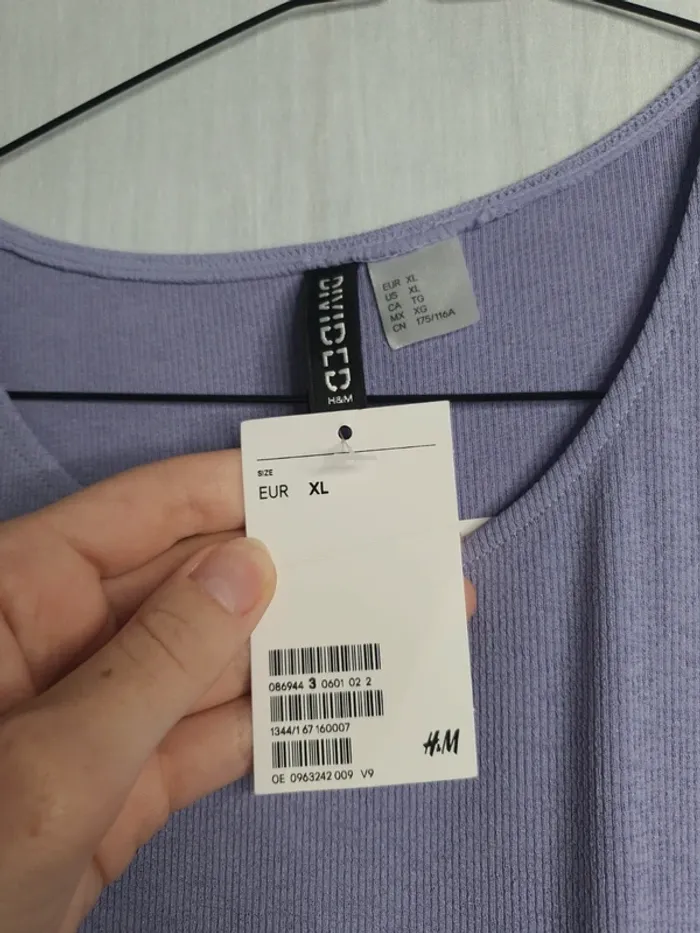 DIVIDED
H&M
EUR XL
US XL
CA TG
MX XG
CN 175/116A
SIZE
EUR XL
086944 3 0601 02 2
1344/1 67 160007
OE 0963242 009 V9
H&M